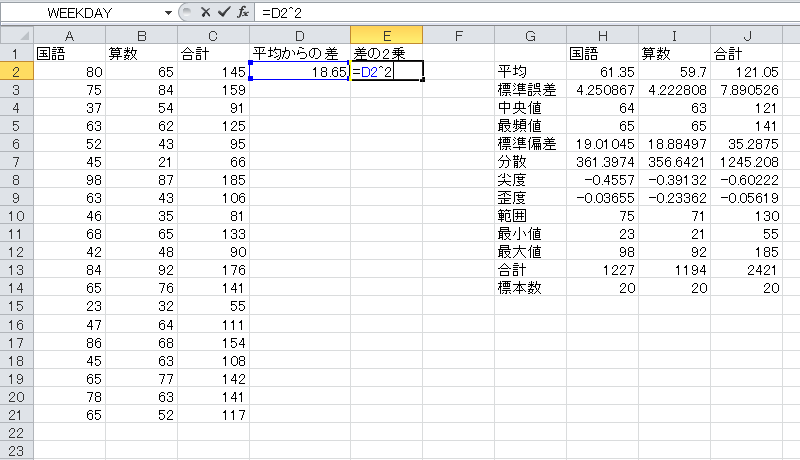 WEEKDAY fx =D2^2
A B C D E F G H I J
1 国語 算数 合計 平均からの差 差の2乗 国語 算数 合計
2 80 65 145 18.65 =D2^2 平均 61.35 59.7 121.05
3 75 84 159 標準誤差 4.250867 4.222808 7.890526
4 37 54 91 中央値 64 63 121
5 63 62 125 最頻値 65 65 141
6 52 43 95 標準偏差 19.01045 18.88497 35.2875
7 45 21 66 分散 361.3974 356.6421 1245.208
8 98 87 185 尖度 -0.4557 -0.39132 -0.60222
9 63 43 106 歪度 -0.03655 -0.23362 -0.05619
10 46 35 81 範囲 75 71 130
11 68 65 133 最小値 23 21 55
12 42 48 90 最大値 98 92 185
13 84 92 176 合計 1227 1194 2421
14 65 76 141 標本数 20 20 20
15 23 32 55
16 47 64 111
17 86 68 154
18 45 63 108
19 65 77 142
20 78 63 141
21 65 52 117
22
23